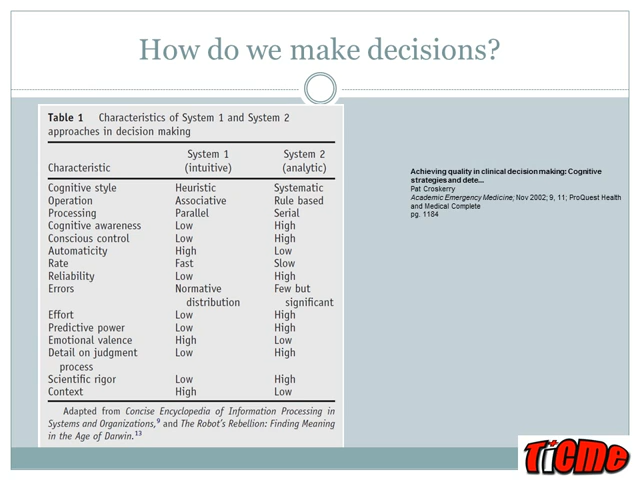 How do we make decisions?
Table 1 Characteristics of System 1 and System 2
approaches in decision making
System 1 System 2
Characteristic (intuitive) (analytic)
Cognitive style Heuristic Systematic
Operation Associative Rule based
Processing Parallel Serial
Cognitive awareness Low High
Conscious control Low High
Automaticity High Low
Rate Fast Slow
Reliability Low High
Errors Normative Few but
distribution significant
Effort Low High
Predictive power Low High
Emotional valence High Low
Detail on judgment Low High
process
Scientific rigor Low High
Context High Low
Adapted from Concise Encyclopedia of Information Processing in
Systems and Organizations,9 and The Robot's Rebellion: Finding Meaning
in the Age of Darwin.13
Achieving quality in clinical decision making: Cognitive
strategies and dete...
Pat Croskerry
Academic Emergency Medicine; Nov 2002; 9, 11; ProQuest Health
and Medical Complete
pg. 1184
TiCMe